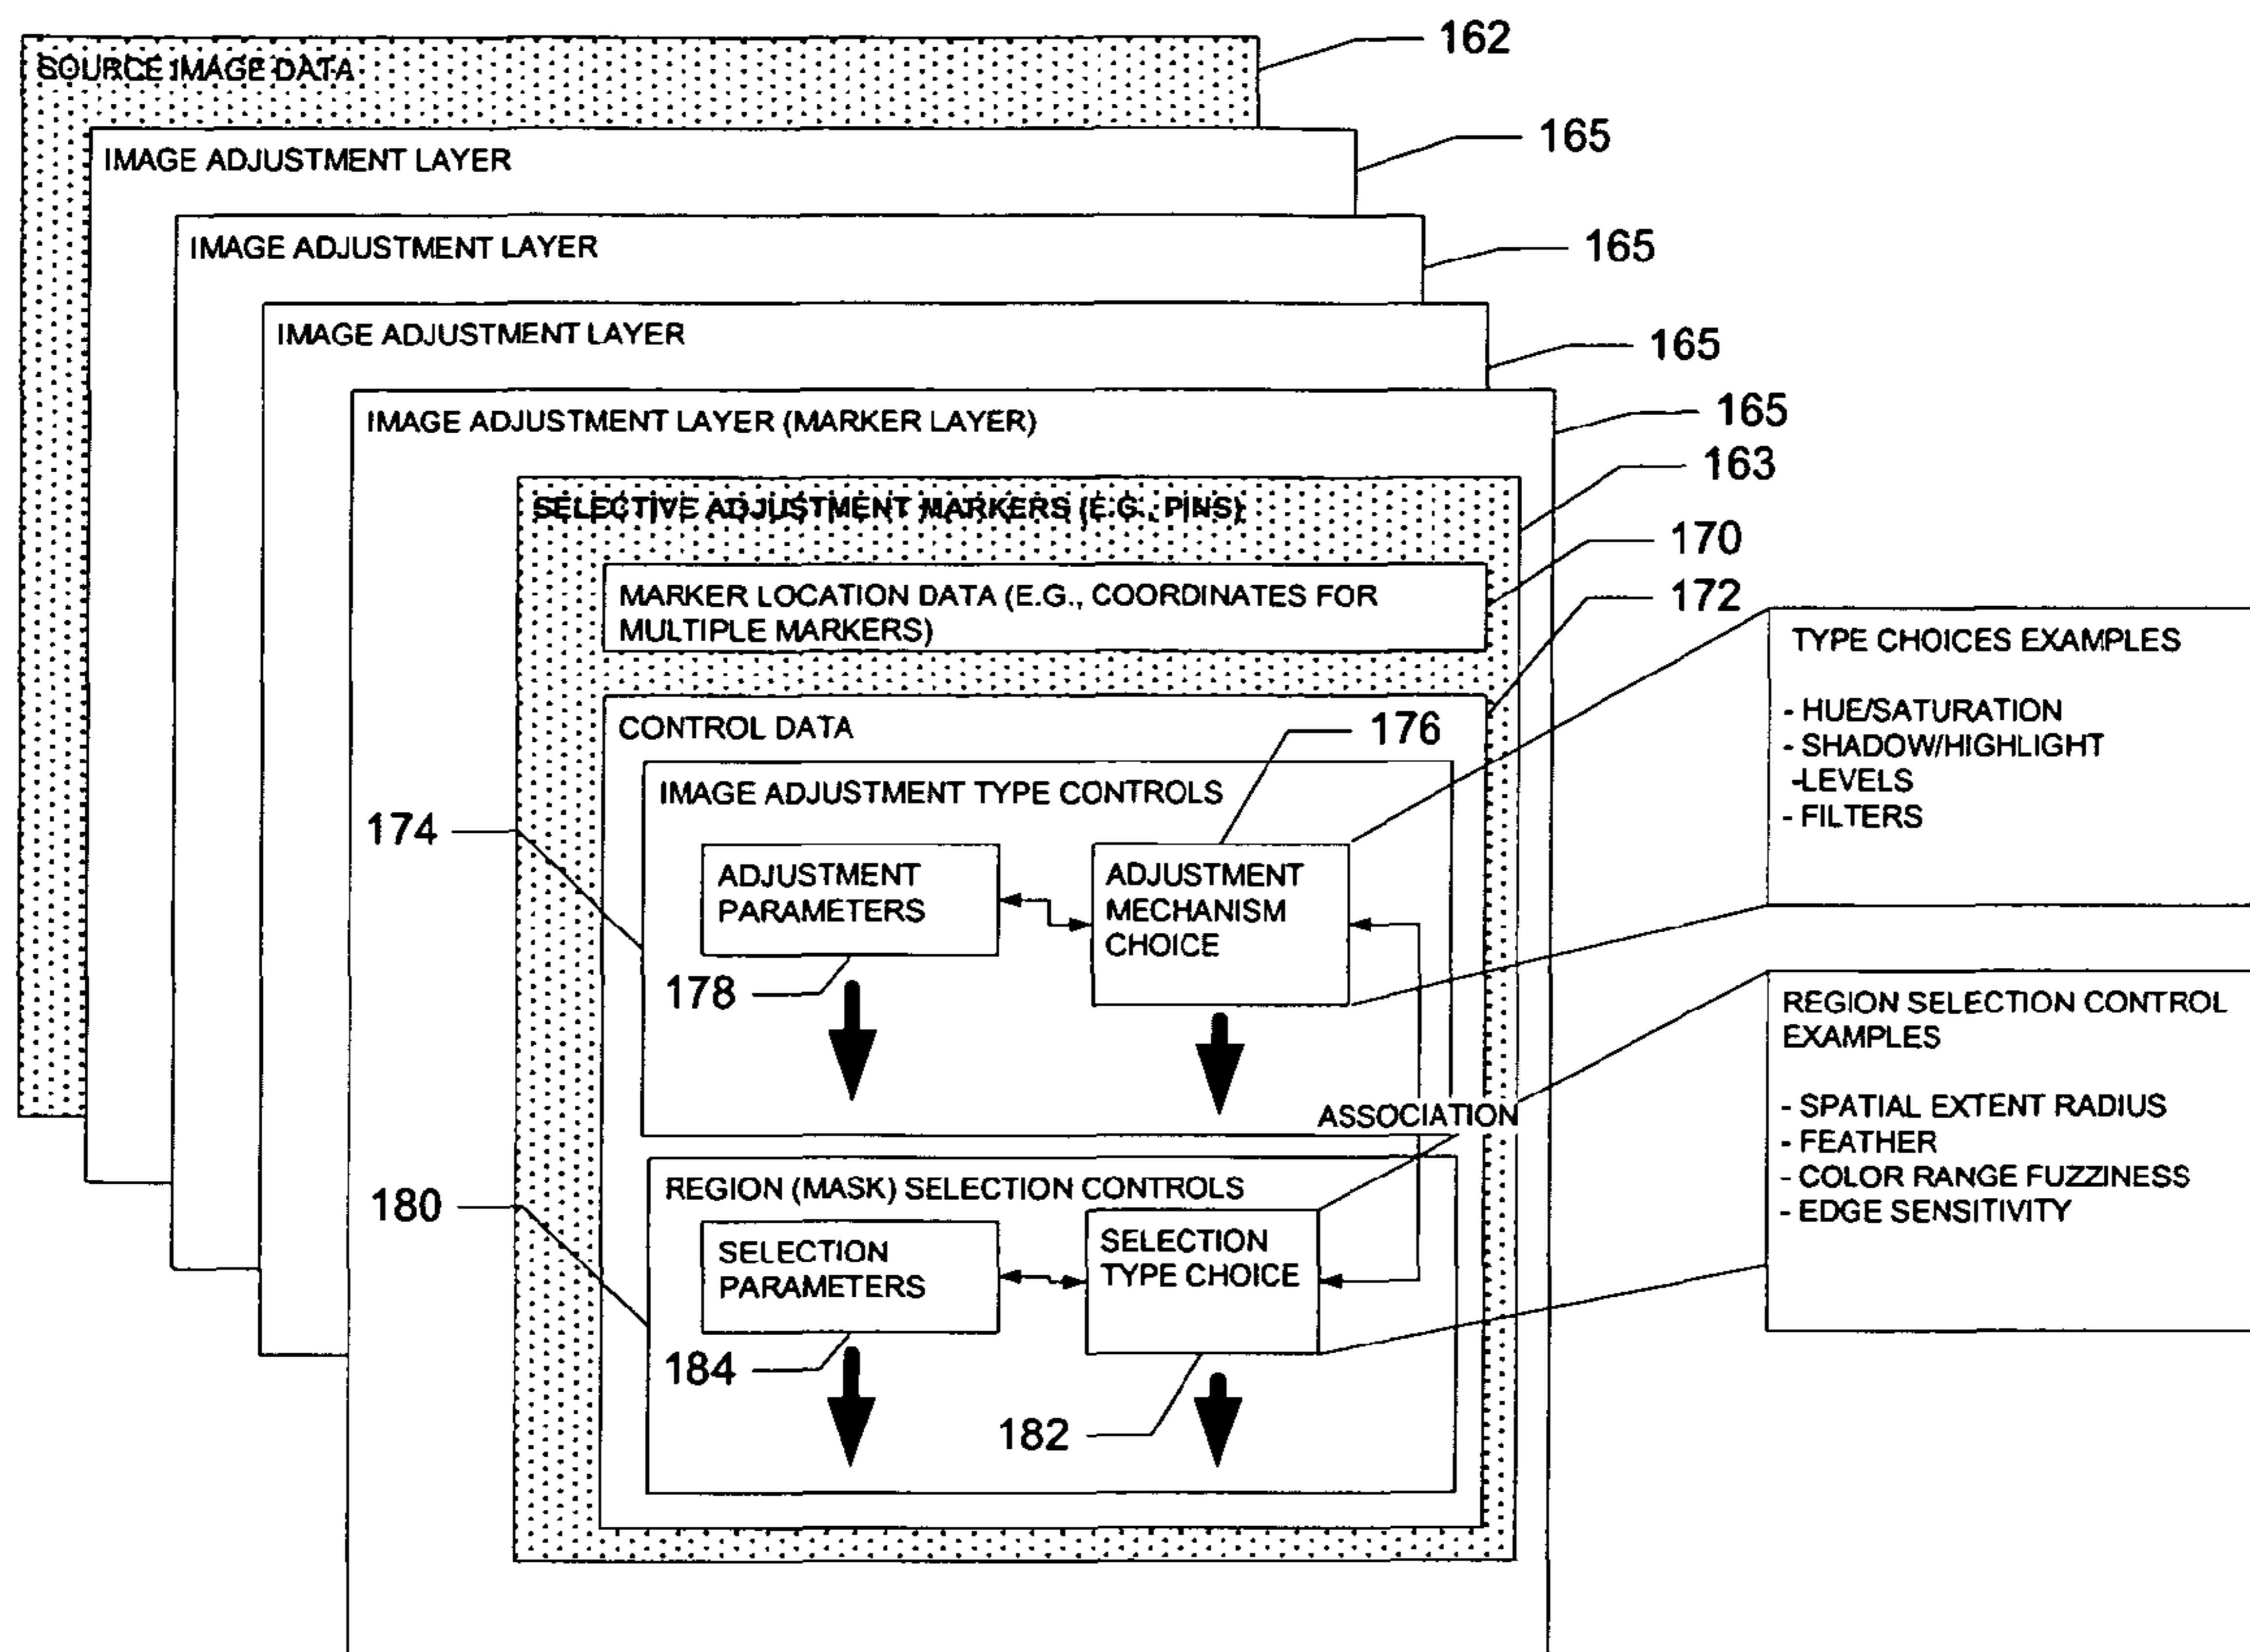 162
SOURCE IMAGE DATA
165
IMAGE ADJUSTMENT LAYER
165
IMAGE ADJUSTMENT LAYER
165
IMAGE ADJUSTMENT LAYER
165
IMAGE ADJUSTMENT LAYER (MARKER LAYER)
163
SELECTIVE ADJUSTMENT MARKERS (E.G., PINS)
170
MARKER LOCATION DATA (E.G., COORDINATES FOR
MULTIPLE MARKERS)
172
CONTROL DATA
176
IMAGE ADJUSTMENT TYPE CONTROLS
174
ADJUSTMENT
PARAMETERS
178
ADJUSTMENT
MECHANISM
CHOICE
ASSOCIATION
180
REGION (MASK) SELECTION CONTROLS
SELECTION
PARAMETERS
184
SELECTION
TYPE CHOICE
182
TYPE CHOICES EXAMPLES
- HUE/SATURATION
- SHADOW/HIGHLIGHT
-LEVELS
- FILTERS
REGION SELECTION CONTROL
EXAMPLES
- SPATIAL EXTENT RADIUS
- FEATHER
- COLOR RANGE FUZZINESS
- EDGE SENSITIVITY